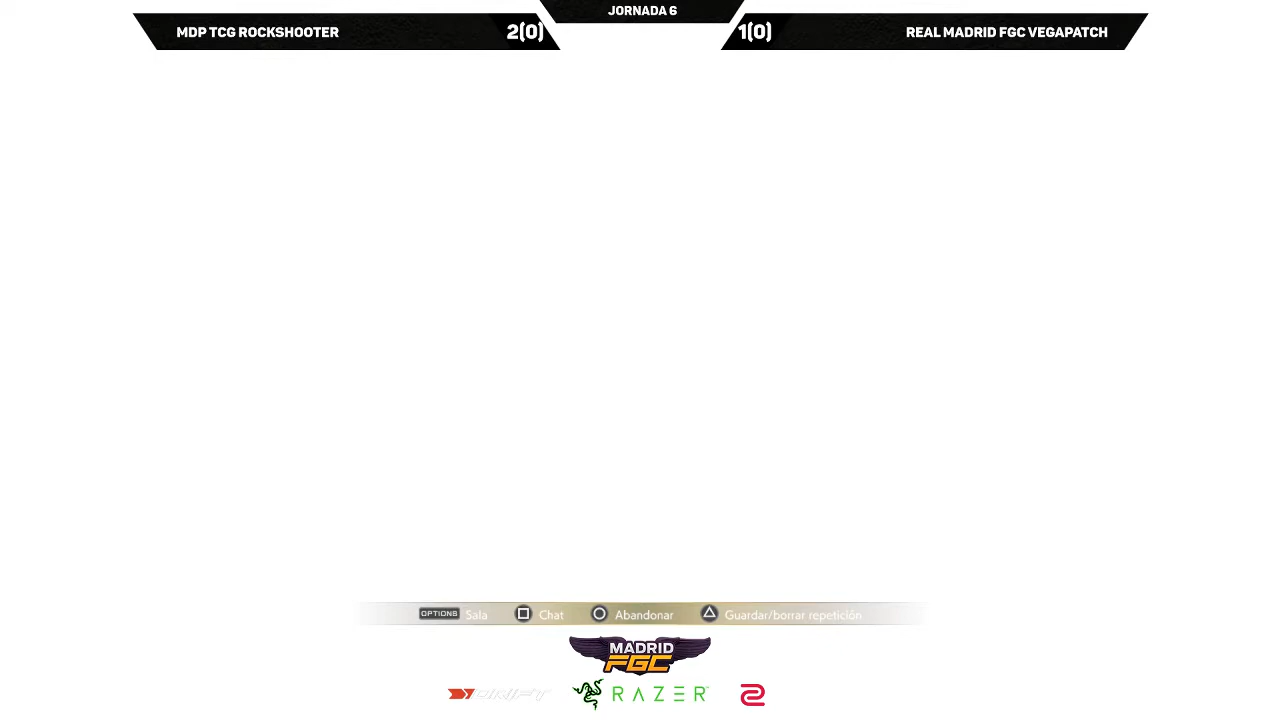 JORNADA 6
MDP TCG ROCKSHOOTER 2(0) 1(0) REAL MADRID FGC VEGAPATCH
OPTIONS Sala Chat Abandonar Guardar/borrar repetición
MADRID
FGC
DRIFT RAZER